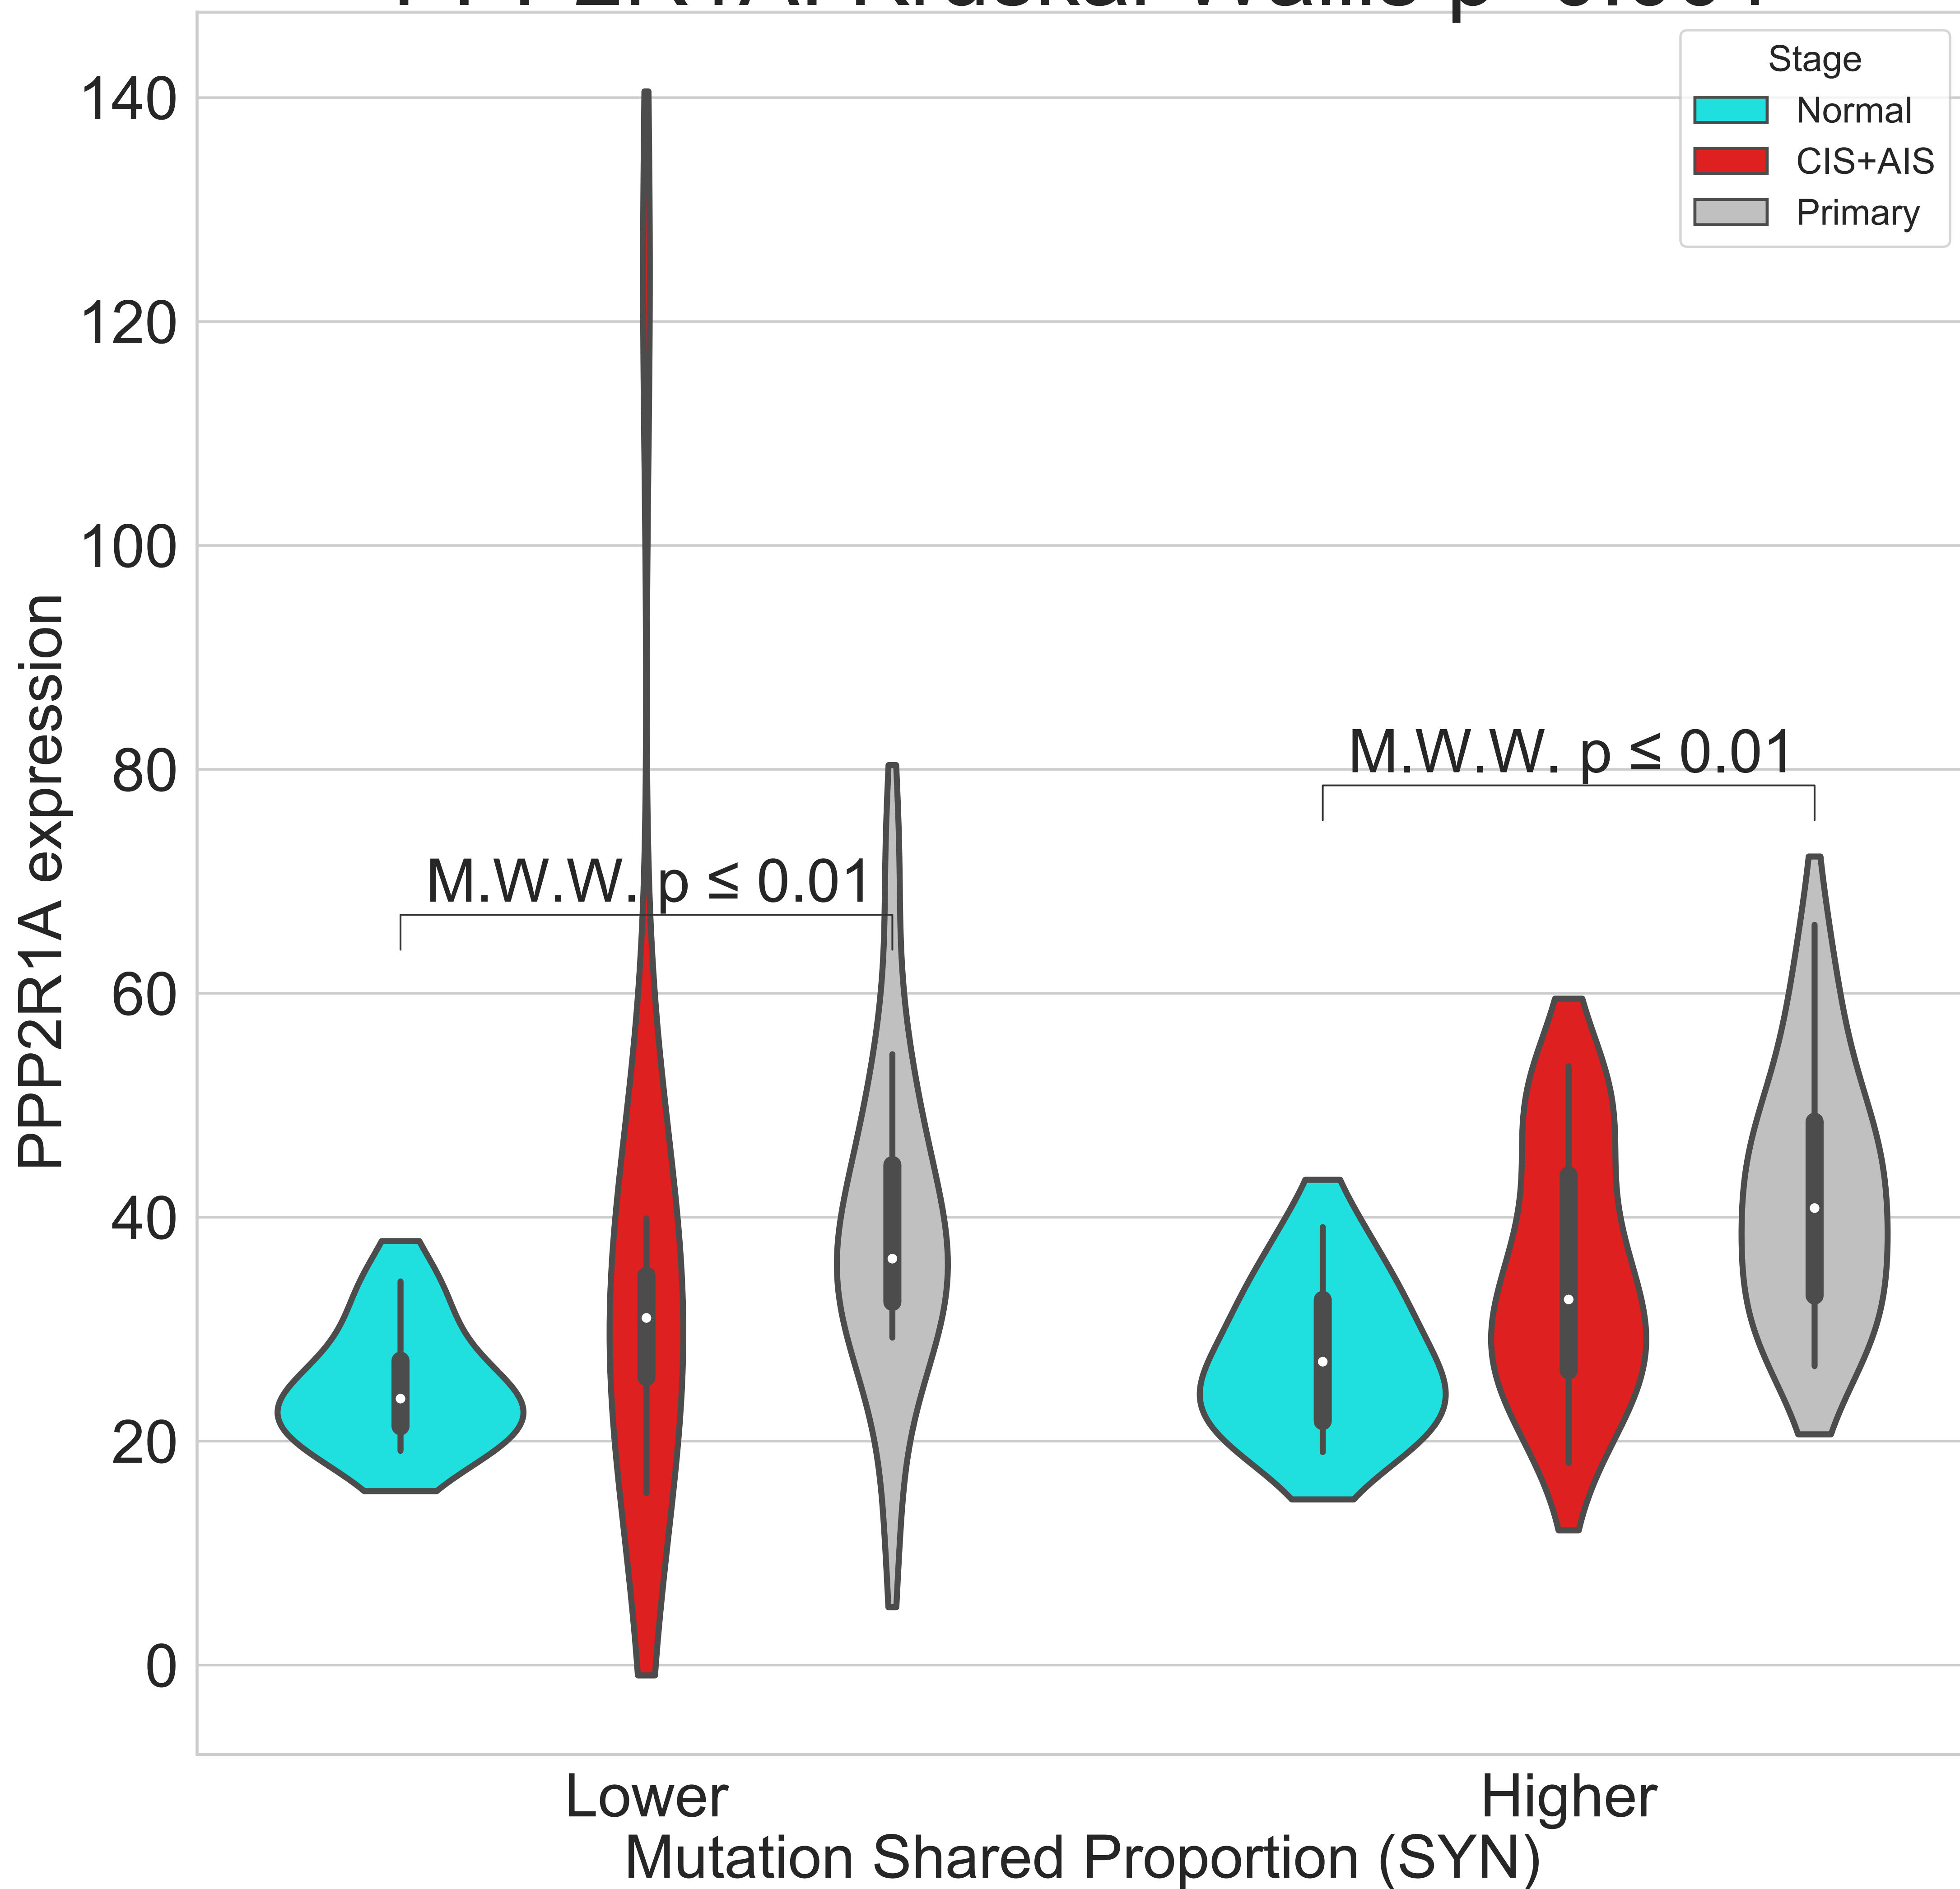 Stage
Normal
CIS+AIS
Primary
140
120
100
80
60
40
20
0
PPP2R1A expression
M.W.W. p ≤ 0.01
M.W.W. p ≤ 0.01
Lower
Higher
Mutation Shared Proportion (SYN)